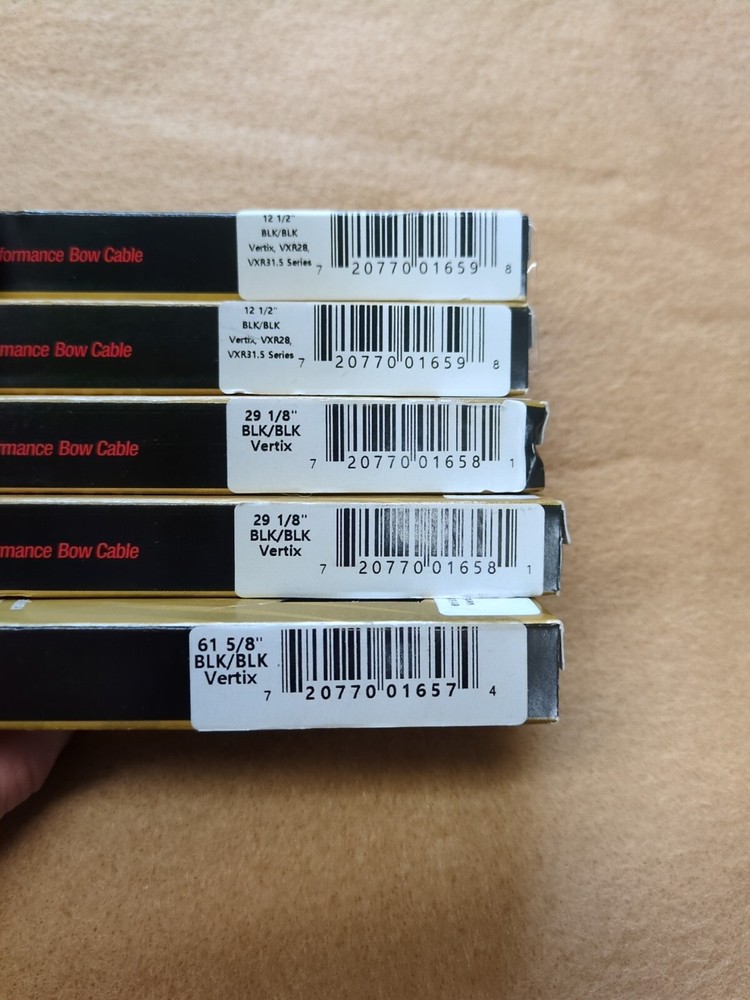 formance Bow Cable
12 1/2"
BLK/BLK
Vertix, VXR28,
VXR31.5 Series
7 20770 01659 8
mance Bow Cable
12 1/2"
BLK/BLK
Vertix, VXR28,
VXR31.5 Series
7 20770 01659 8
rmance Bow Cable
29 1/8"
BLK/BLK
Vertix
7 20770 01658 1
rmance Bow Cable
29 1/8"
BLK/BLK
Vertix
7 20770 01658 1
61 5/8"
BLK/BLK
Vertix
7 20770 01657 4